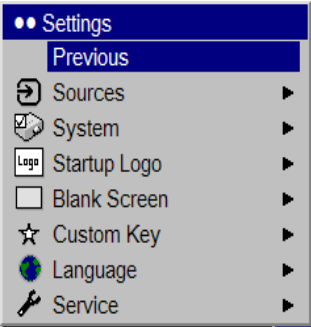 Settings
Previous
Sources
System
Logo Startup Logo
Blank Screen
Custom Key
Language
Service